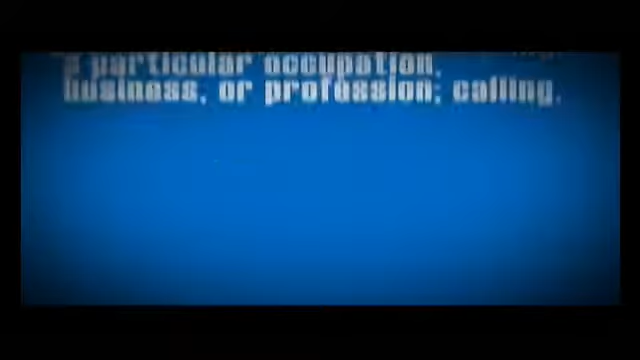 a particular occupation,
business, or profession; calling.